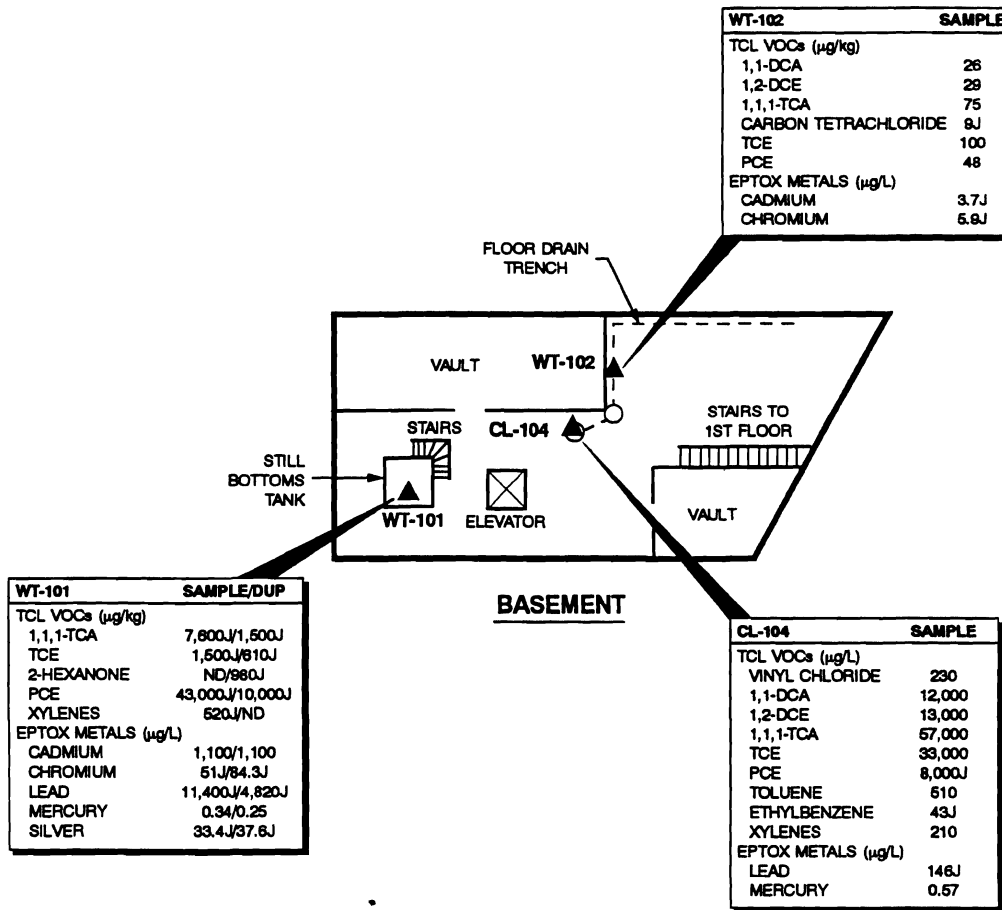 WT-102 SAMPLE
TCL VOCs (µg/kg)
1,1-DCA 26
1,2-DCE 29
1,1,1-TCA 75
CARBON TETRACHLORIDE 9J
TCE 100
PCE 48
EPTOX METALS (µg/L)
CADMIUM 3.7J
CHROMIUM 5.9J
FLOOR DRAIN
TRENCH
VAULT
WT-102
STAIRS
CL-104
STAIRS TO
1ST FLOOR
STILL
BOTTOMS
TANK
WT-101
ELEVATOR
VAULT
BASEMENT
WT-101 SAMPLE/DUP
TCL VOCs (µg/kg)
1,1,1-TCA 7,600J/1,500J
TCE 1,500J/610J
2-HEXANONE ND/980J
PCE 43,000J/10,000J
XYLENES 520J/ND
EPTOX METALS (µg/L)
CADMIUM 1,100/1,100
CHROMIUM 51J/84.3J
LEAD 11,400J/4,820J
MERCURY 0.34/0.25
SILVER 33.4J/37.6J
CL-104 SAMPLE
TCL VOCs (µg/L)
VINYL CHLORIDE 230
1,1-DCA 12,000
1,2-DCE 13,000
1,1,1-TCA 57,000
TCE 33,000
PCE 8,000J
TOLUENE 510
ETHYLBENZENE 43J
XYLENES 210
EPTOX METALS (µg/L)
LEAD 146J
MERCURY 0.57